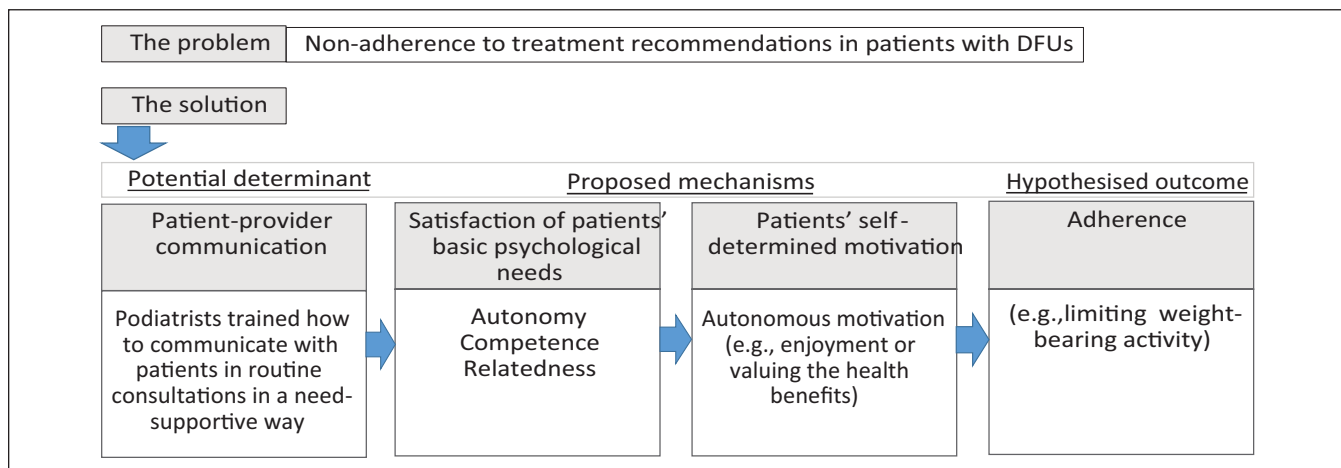 The problem
Non-adherence to treatment recommendations in patients with DFUs
The solution
Potential determinant
Proposed mechanisms
Hypothesised outcome
Patient-provider
communication
Satisfaction of patients'
basic psychological
needs
Patients' self-
determined motivation
Adherence
Podiatrists trained how
to communicate with
patients in routine
consultations in a need-
supportive way
Autonomy
Competence
Relatedness
Autonomous motivation
(e.g., enjoyment or
valuing the health
benefits)
(e.g.,limiting weight-
bearing activity)